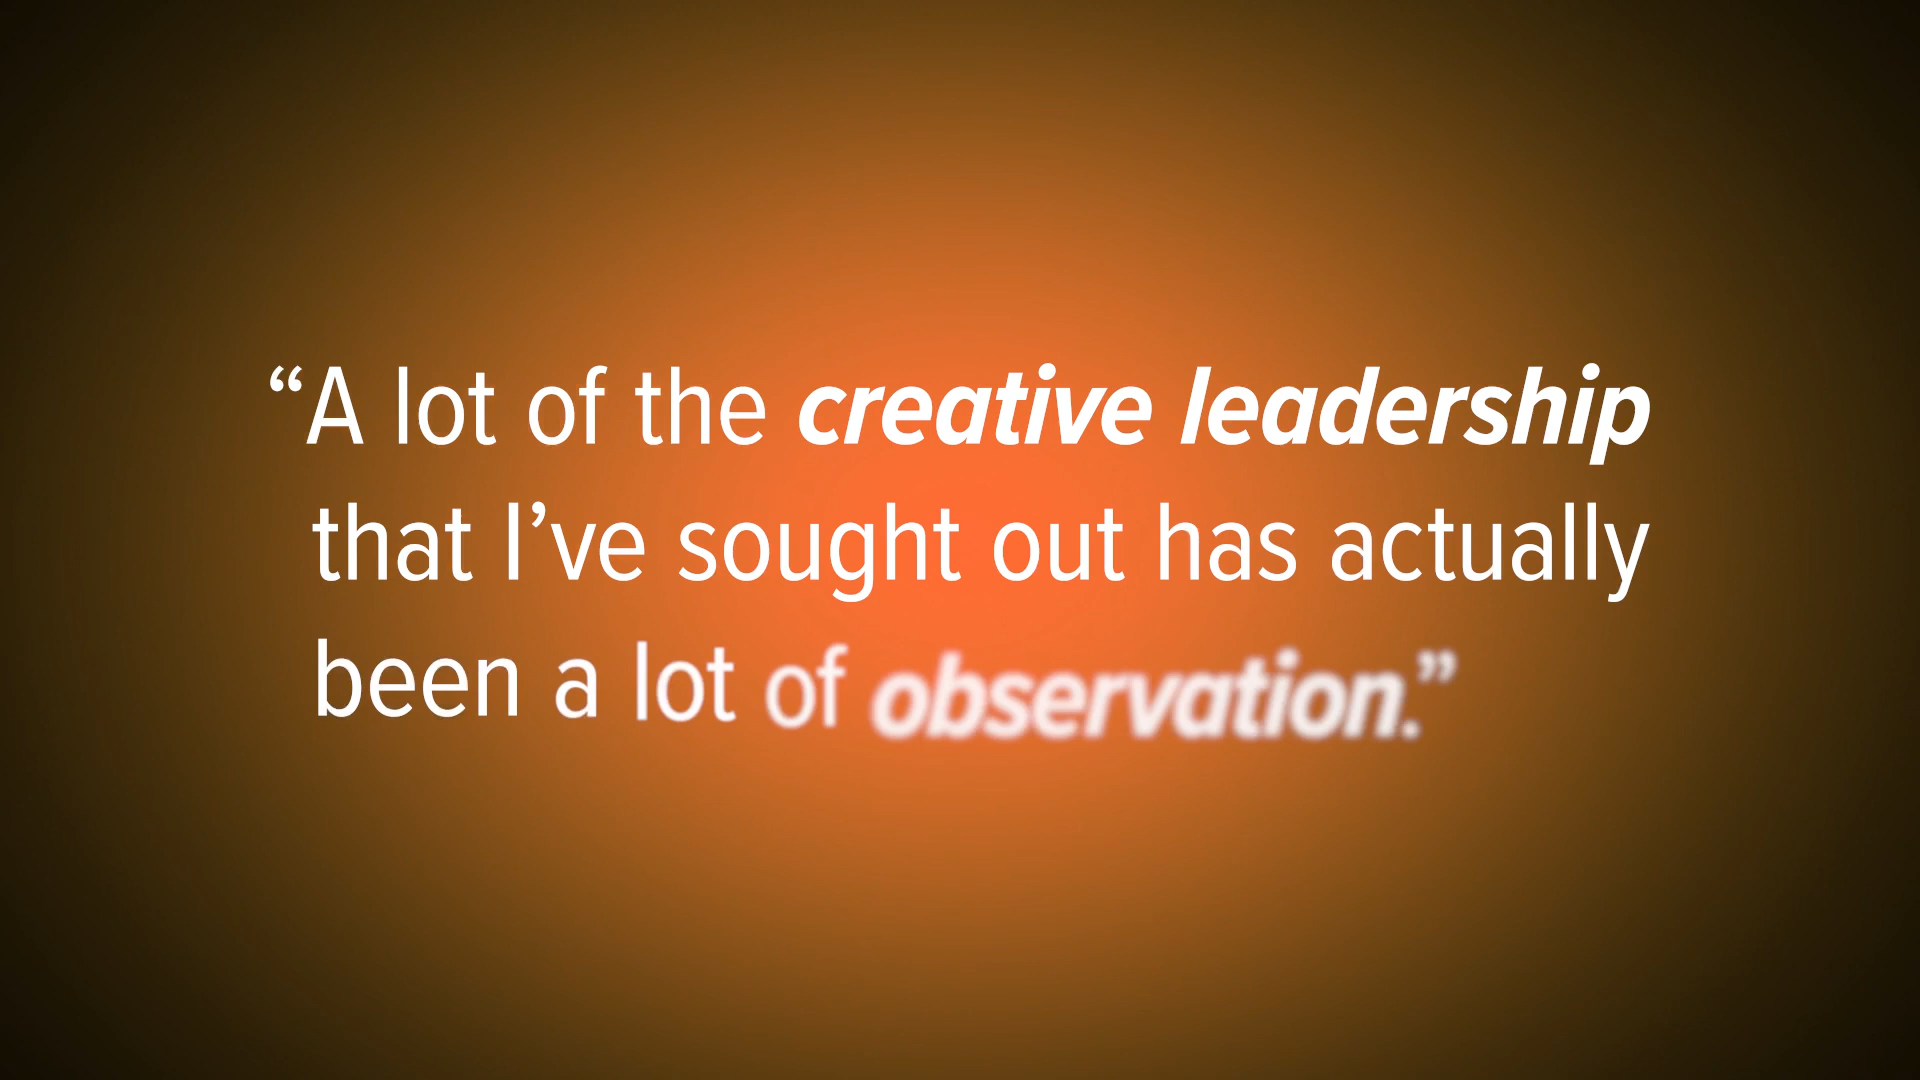 “A lot of the creative leadership
that I’ve sought out has actually
been a lot of observation.”